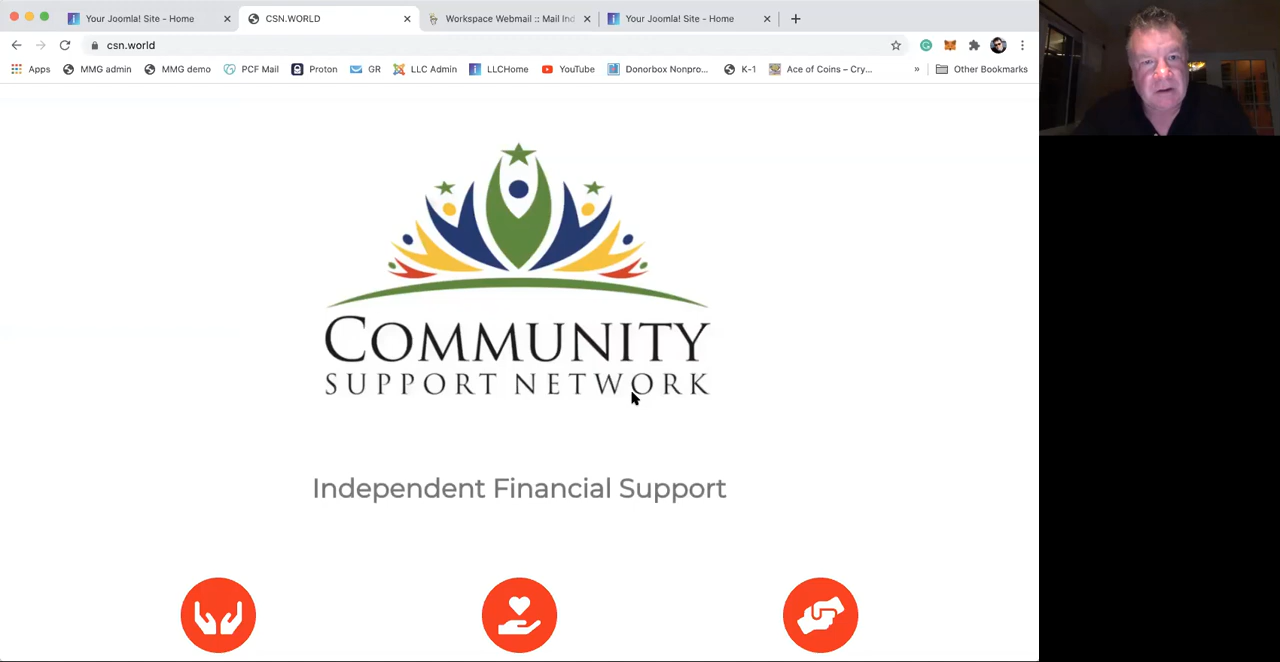 Your Joomla! Site - Home
CSN.WORLD
Workspace Webmail :: Mail Ind
Your Joomla! Site - Home
csn.world
Apps
MMG admin
MMG demo
PCF Mail
Proton
GR
LLC Admin
LLCHome
YouTube
Donorbox Nonpro...
K-1
Ace of Coins – Cry...
»
Other Bookmarks
COMMUNITY
SUPPORT NETWORK
Independent Financial Support